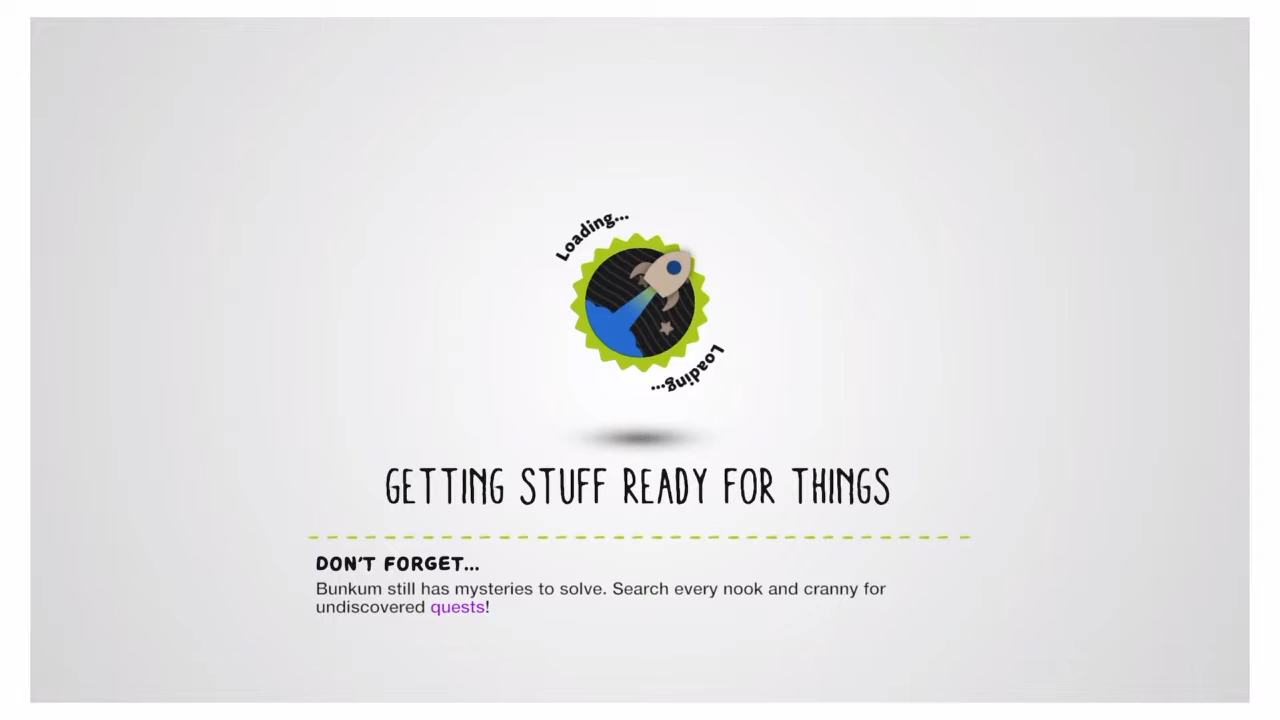 Loading...
Loading...
GETTING STUFF READY FOR THINGS
DON'T FORGET...
Bunkum still has mysteries to solve. Search every nook and cranny for
undiscovered quests!